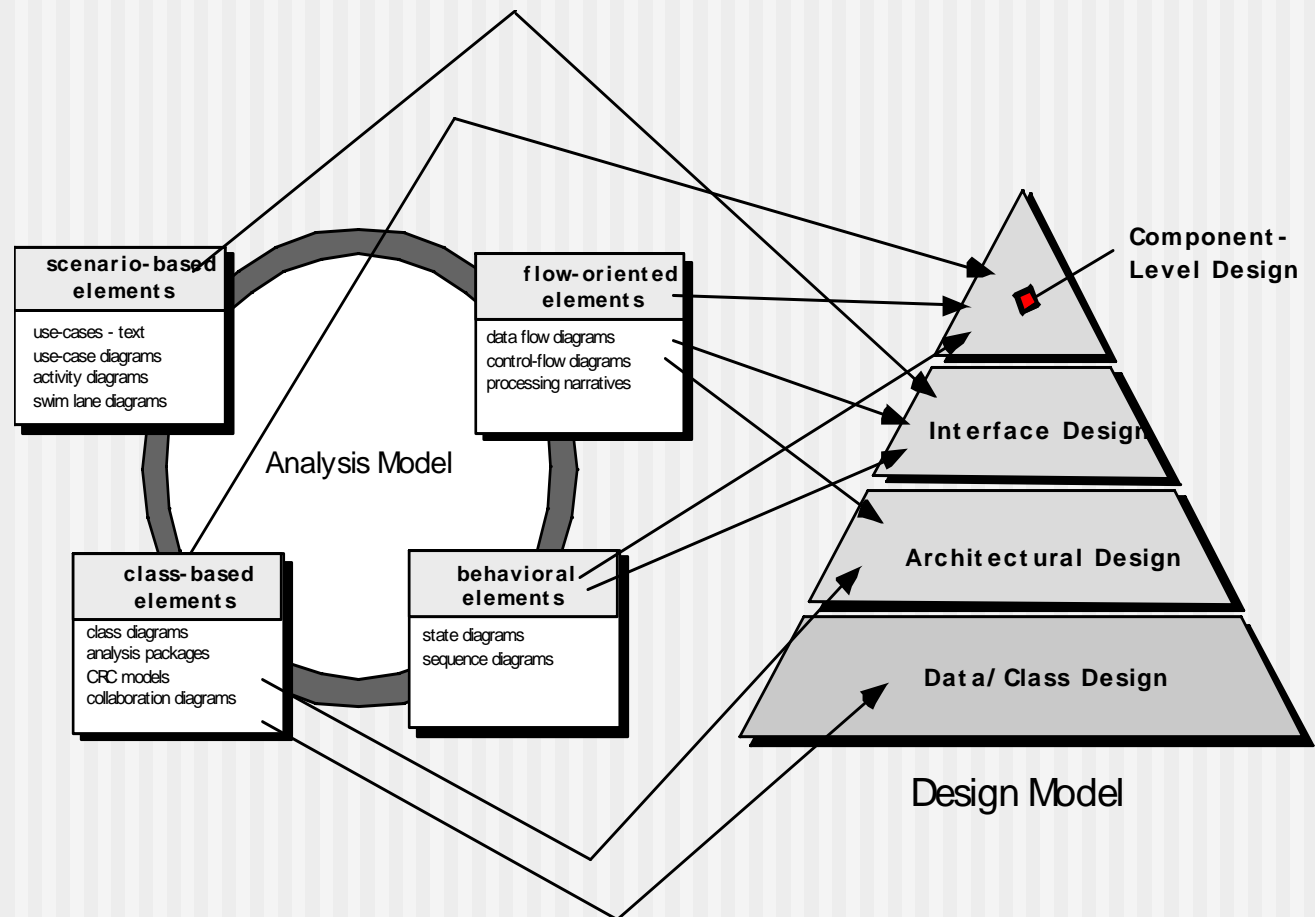 scenario-based
elements
use-cases - text
use-case diagrams
activity diagrams
swim lane diagrams
flow-oriented
elements
data flow diagrams
control-flow diagrams
processing narratives
Analysis Model
class-based
elements
class diagrams
analysis packages
CRC models
collaboration diagrams
behavioral
elements
state diagrams
sequence diagrams
Component-
Level Design
Interface Design
Architectural Design
Data/Class Design
Design Model